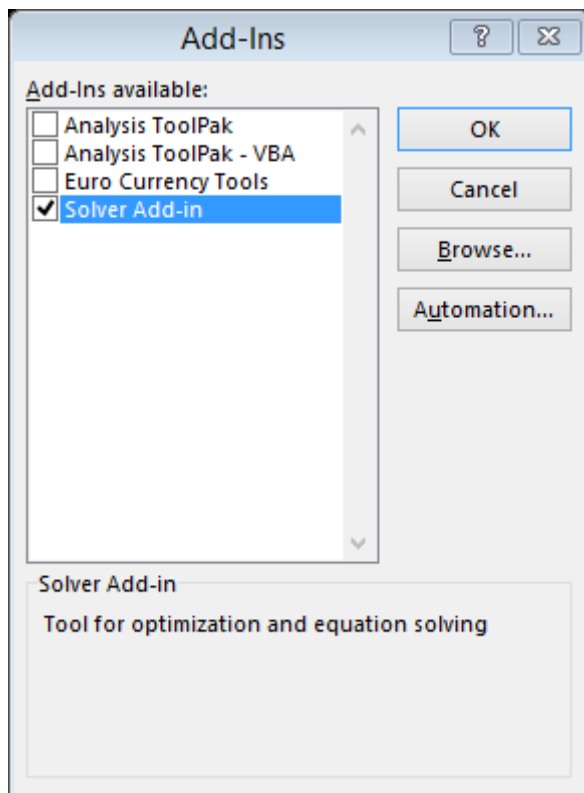 Add-Ins
?
Add-Ins available:
Analysis ToolPak
Analysis ToolPak - VBA
Euro Currency Tools
Solver Add-in
OK
Cancel
Browse...
Automation...
Solver Add-in
Tool for optimization and equation solving